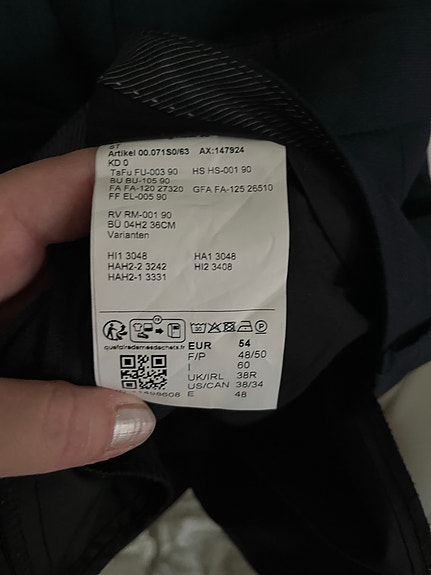 ST
Artikel 00.071S0/63 AX:147924
KD 0
TaFu FU-003 90 HS HS-001 90
BU BU-105 90
FA FA-120 27320 GFA FA-125 26510
FF EL-005 90
RV RM-001 90
BÜ 04H2 36CM
Varianten
HI1 3048 HA1 3048
HAH2-2 3242 HI2 3408
HAH2-1 3331
quefairedemesdechets.fr
EUR 54
F/P 48/50
I 60
UK/IRL 38R
US/CAN 38/34
E 48